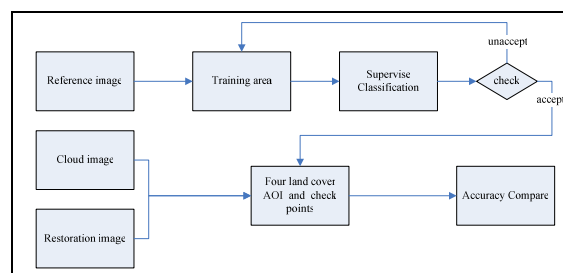 unaccept
Reference image
Training area
Supervise
Classification
check
accept
Cloud image
Four land cover
AOI and check
points
Accuracy Compare
Restoration image